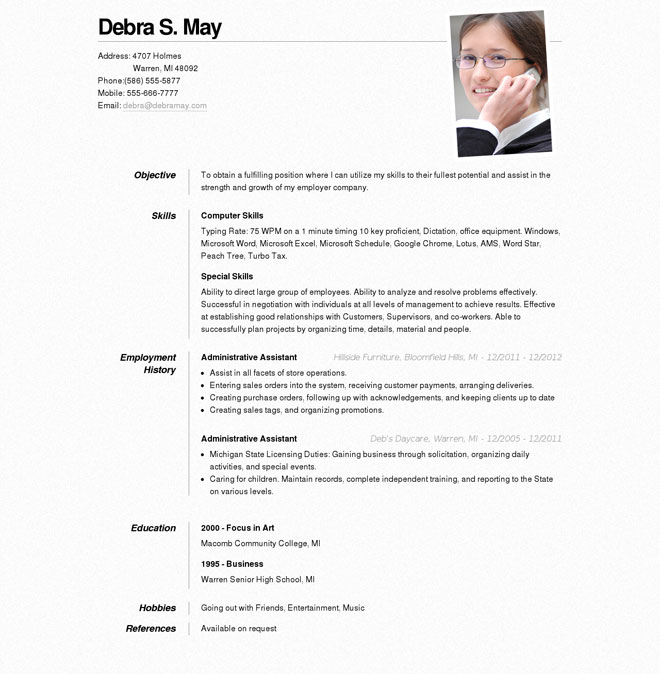 Debra S. May
Address: 4707 Holmes
Warren, MI 48092
Phone:(586) 555-5877
Mobile: 555-666-7777
Email: debra@debramay.com
Objective
To obtain a fulfilling position where I can utilize my skills to their fullest potential and assist in the
strength and growth of my employer company.
Skills
Computer Skills
Typing Rate: 75 WPM on a 1 minute timing 10 key proficient, Dictation, office equipment. Windows,
Microsoft Word, Microsoft Excel, Microsoft Schedule, Google Chrome, Lotus, AMS, Word Star,
Peach Tree, Turbo Tax.
Special Skills
Ability to direct large group of employees. Ability to analyze and resolve problems effectively.
Successful in negotiation with individuals at all levels of management to achieve results. Effective
at establishing good relationships with Customers, Supervisors, and co-workers. Able to
successfully plan projects by organizing time, details, material and people.
Employment
History
Administrative Assistant Hillside Furniture, Bloomfield Hills, MI - 12/2011 - 12/2012
• Assist in all facets of store operations.
• Entering sales orders into the system, receiving customer payments, arranging deliveries.
• Creating purchase orders, following up with acknowledgements, and keeping clients up to date
• Creating sales tags, and organizing promotions.
Administrative Assistant Deb's Daycare, Warren, MI - 12/2005 - 12/2011
• Michigan State Licensing Duties: Gaining business through solicitation, organizing daily
activities, and special events.
• Caring for children. Maintain records, complete independent training, and reporting to the State
on various levels.
Education
2000 - Focus in Art
Macomb Community College, MI
1995 - Business
Warren Senior High School, MI
Hobbies
Going out with Friends, Entertainment, Music
References
Available on request